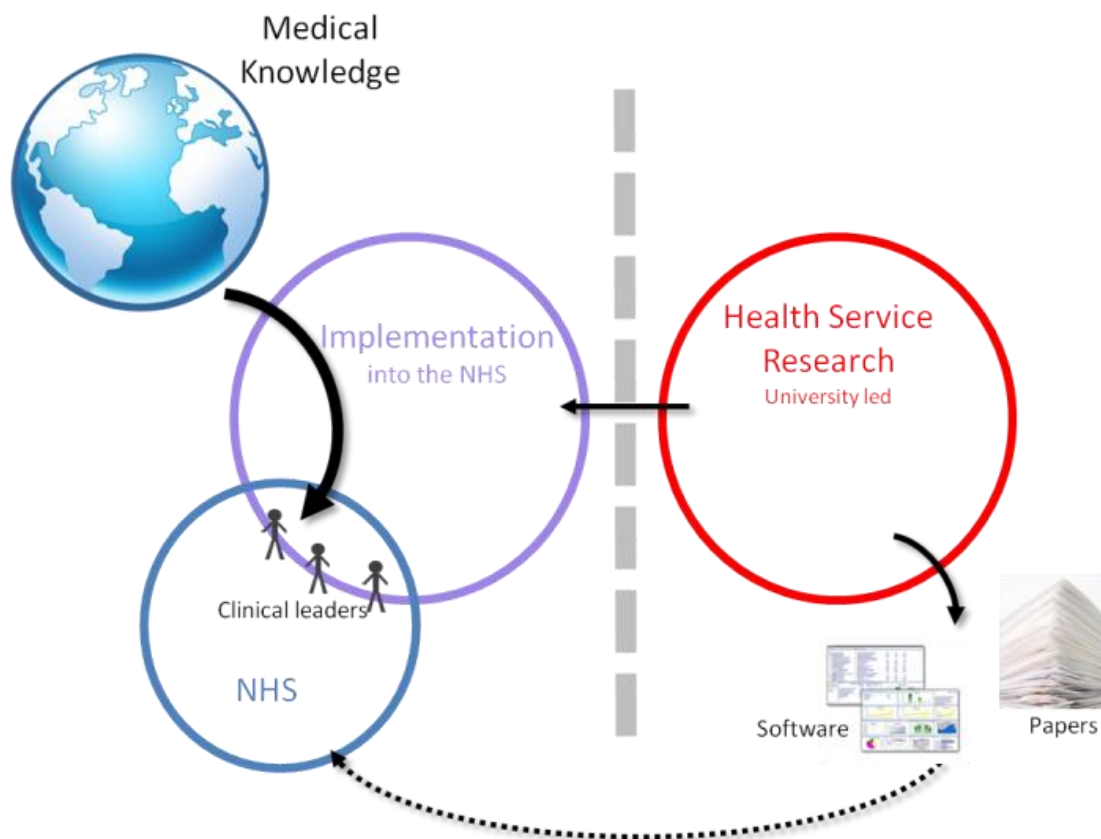 Medical
Knowledge
Implementation
into the NHS
Health Service
Research
University led
Clinical leaders
NHS
Software
Papers